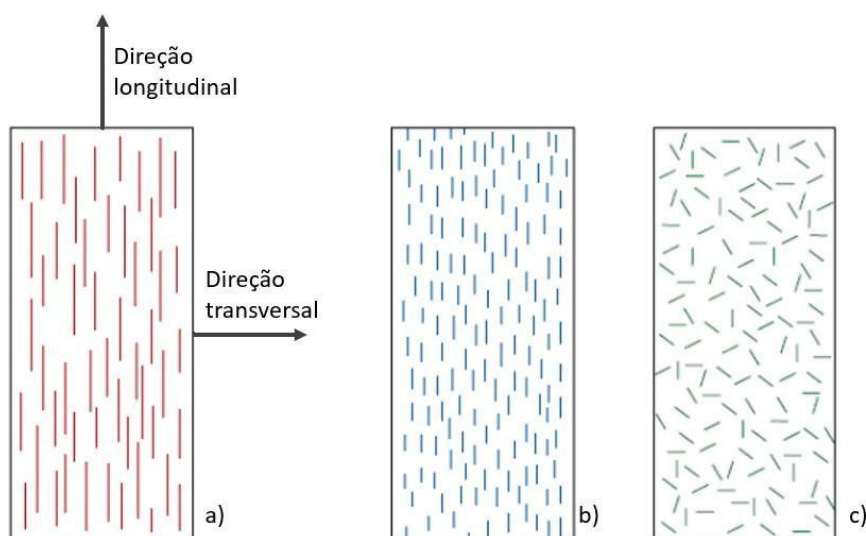 Direção
longitudinal
Direção
transversal
a)
b)
c)